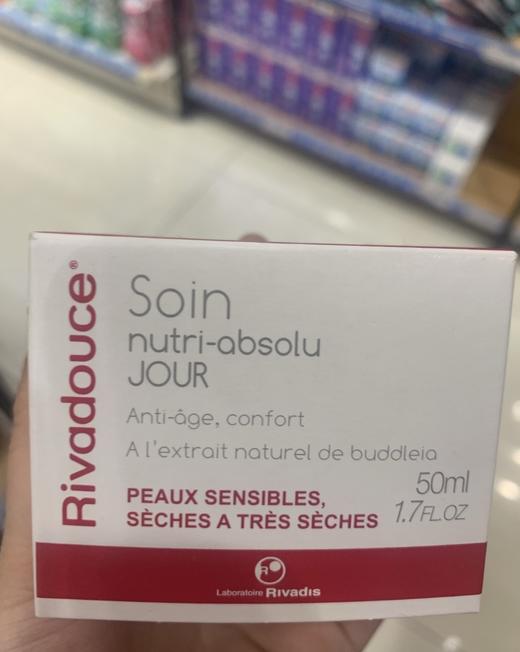 Rivadouce®
Soin
nutri-absolu
JOUR
Anti-âge, confort
A l'extrait naturel de buddleia
50ml
1.7FL.OZ
PEAUX SENSIBLES,
SÈCHES A TRÈS SÈCHES
R
Laboratoire Rivadis